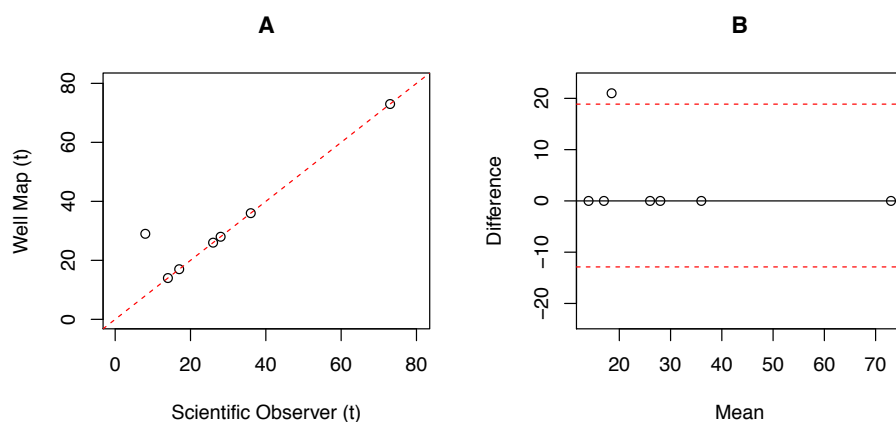 A
Well Map (t)
80
60
40
20
0
0 20 40 60 80
Scientific Observer (t)
B
Difference
20
10
0
−10
−20
20 30 40 50 60 70
Mean